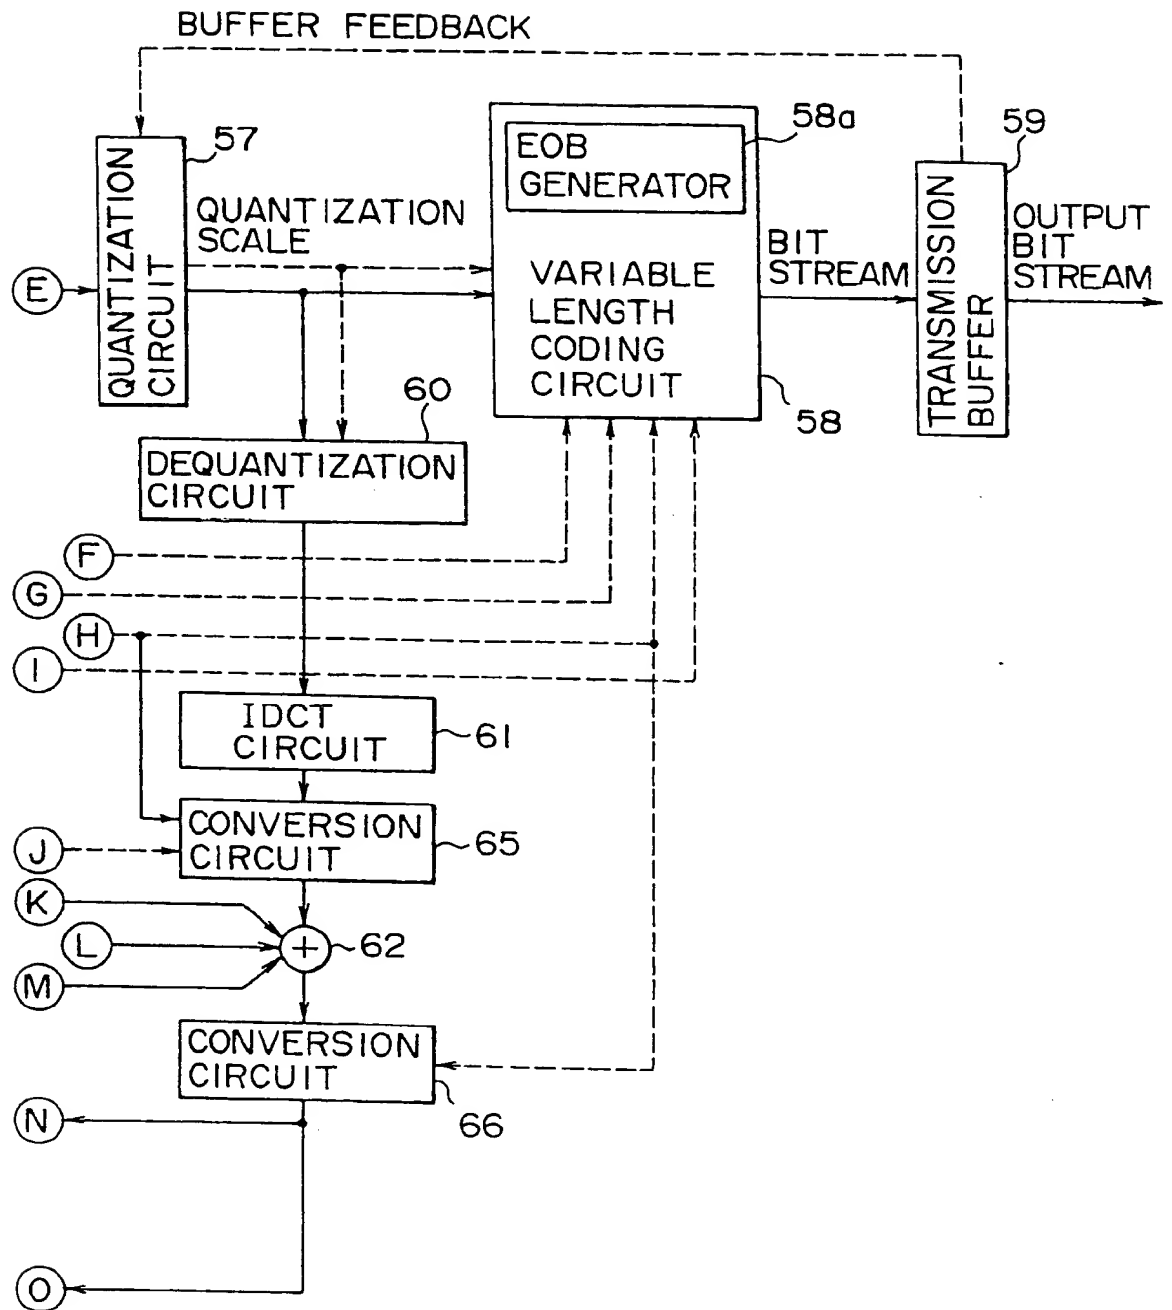 BUFFER FEEDBACK
57
58a
59
EOB
GENERATOR
QUANTIZATION
CIRCUIT
QUANTIZATION
SCALE
E
VARIABLE
LENGTH
CODING
CIRCUIT
BIT
STREAM
TRANSMISSION
BUFFER
OUTPUT
BIT
STREAM
60
58
DEQUANTIZATION
CIRCUIT
F
G
H
I
IDCT
CIRCUIT
61
CONVERSION
CIRCUIT
65
J
K
L
+
62
M
CONVERSION
CIRCUIT
66
N
O